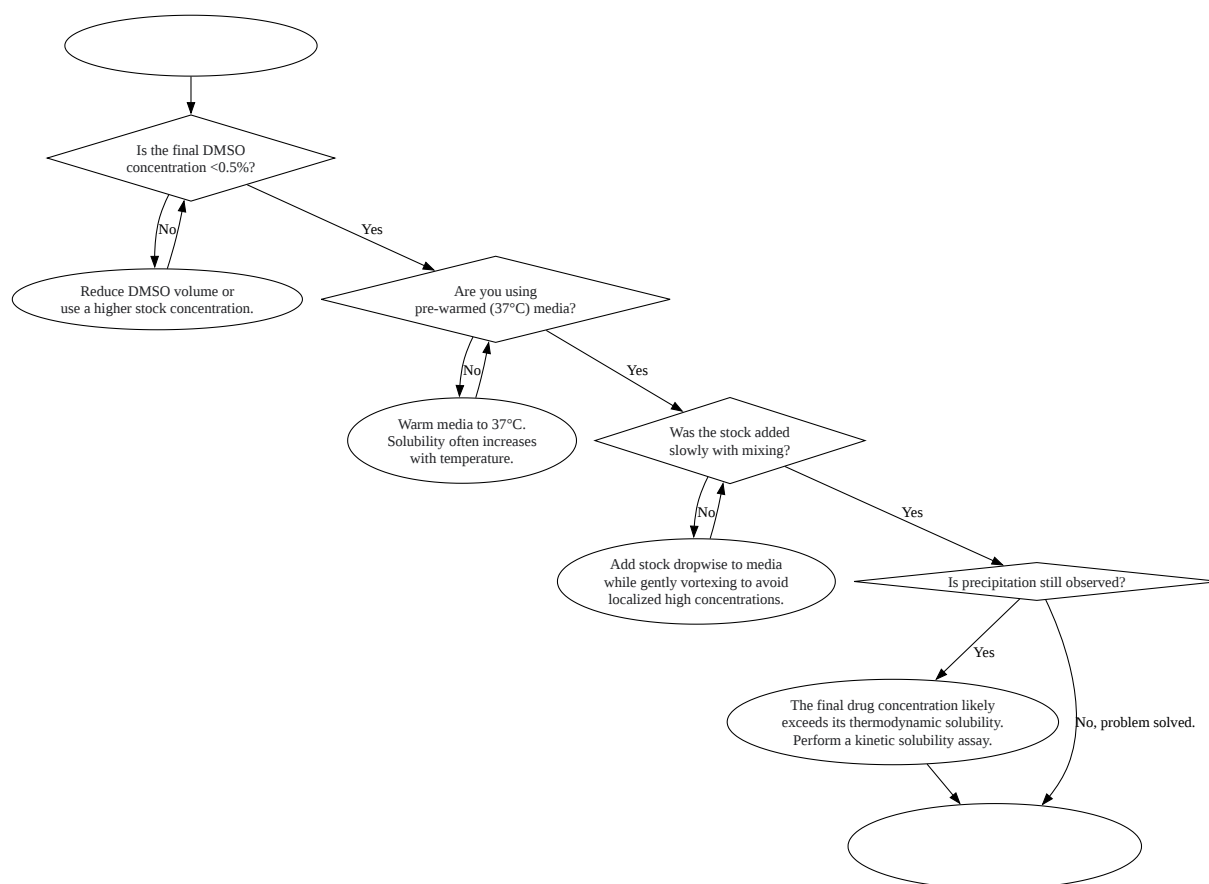 Is the final DMSO
concentration <0.5%?
No
Yes
Reduce DMSO volume or
use a higher stock concentration.
Are you using
pre-warmed (37°C) media?
No
Yes
Warm media to 37°C.
Solubility often increases
with temperature.
Was the stock added
slowly with mixing?
No
Yes
Add stock dropwise to media
while gently vortexing to avoid
localized high concentrations.
Is precipitation still observed?
Yes
The final drug concentration likely
exceeds its thermodynamic solubility.
Perform a kinetic solubility assay.
No, problem solved.